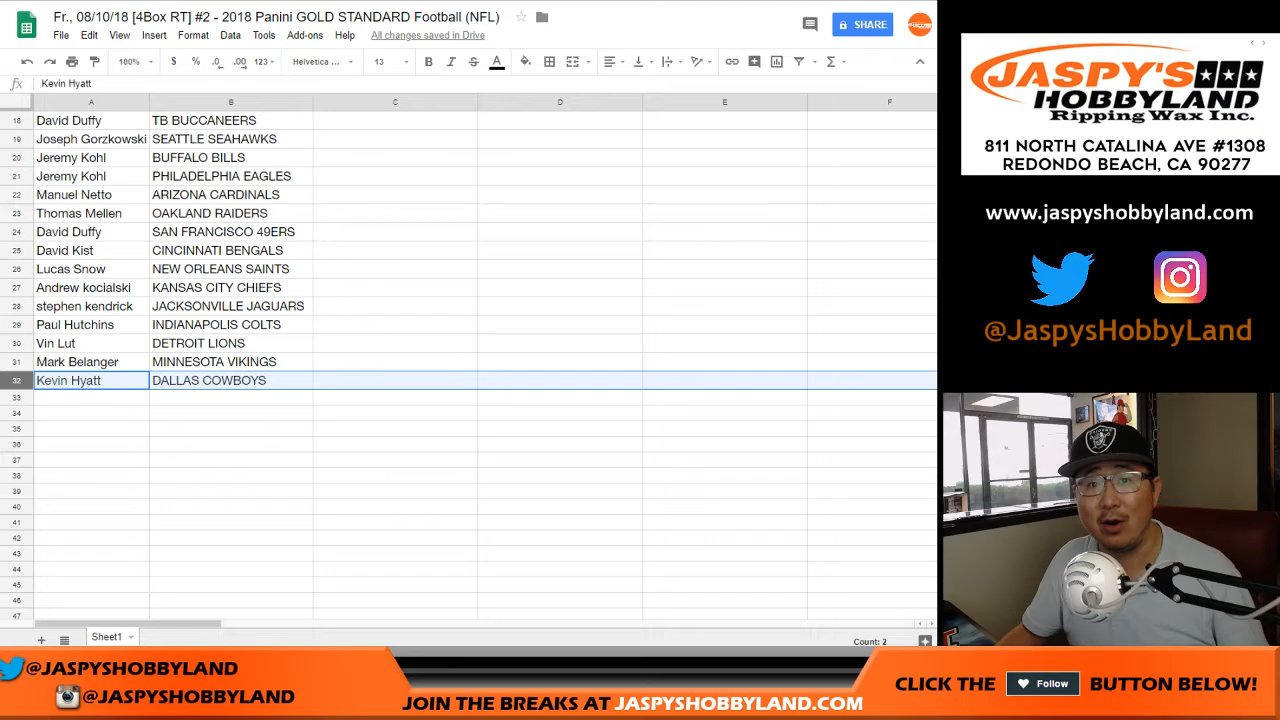 Fr., 08/10/18 [4Box RT] #2 - 2018 Panini GOLD STANDARD Football (NFL)
File Edit View Insert Format Data Tools Add-ons Help All changes saved in Drive
SHARE
100% $ % .0 .00 123 Helvetica ... 13 B I S A
fx Kevin Hyatt
A B C D E F
18 David Duffy TB BUCCANEERS
19 Joseph Gorzkowski SEATTLE SEAHAWKS
20 Jeremy Kohl BUFFALO BILLS
21 Jeremy Kohl PHILADELPHIA EAGLES
22 Manuel Netto ARIZONA CARDINALS
23 Thomas Mellen OAKLAND RAIDERS
24 David Duffy SAN FRANCISCO 49ERS
25 David Kist CINCINNATI BENGALS
26 Lucas Snow NEW ORLEANS SAINTS
27 Andrew kocialski KANSAS CITY CHIEFS
28 stephen kendrick JACKSONVILLE JAGUARS
29 Paul Hutchins INDIANAPOLIS COLTS
30 Vin Lut DETROIT LIONS
31 Mark Belanger MINNESOTA VIKINGS
32 Kevin Hyatt DALLAS COWBOYS
33
34
35
36
37
38
39
40
41
42
43
44
45
46
47
Sheet1
Count: 2
JASPY'S
HOBBYLAND
Ripping Wax Inc.
811 NORTH CATALINA AVE #1308
REDONDO BEACH, CA 90277
www.jaspyshobbyland.com
@JaspysHobbyLand
@JASPYSHOBBYLAND
@JASPYSHOBBYLAND
JOIN THE BREAKS AT JASPYSHOBBYLAND.COM
CLICK THE Follow BUTTON BELOW!